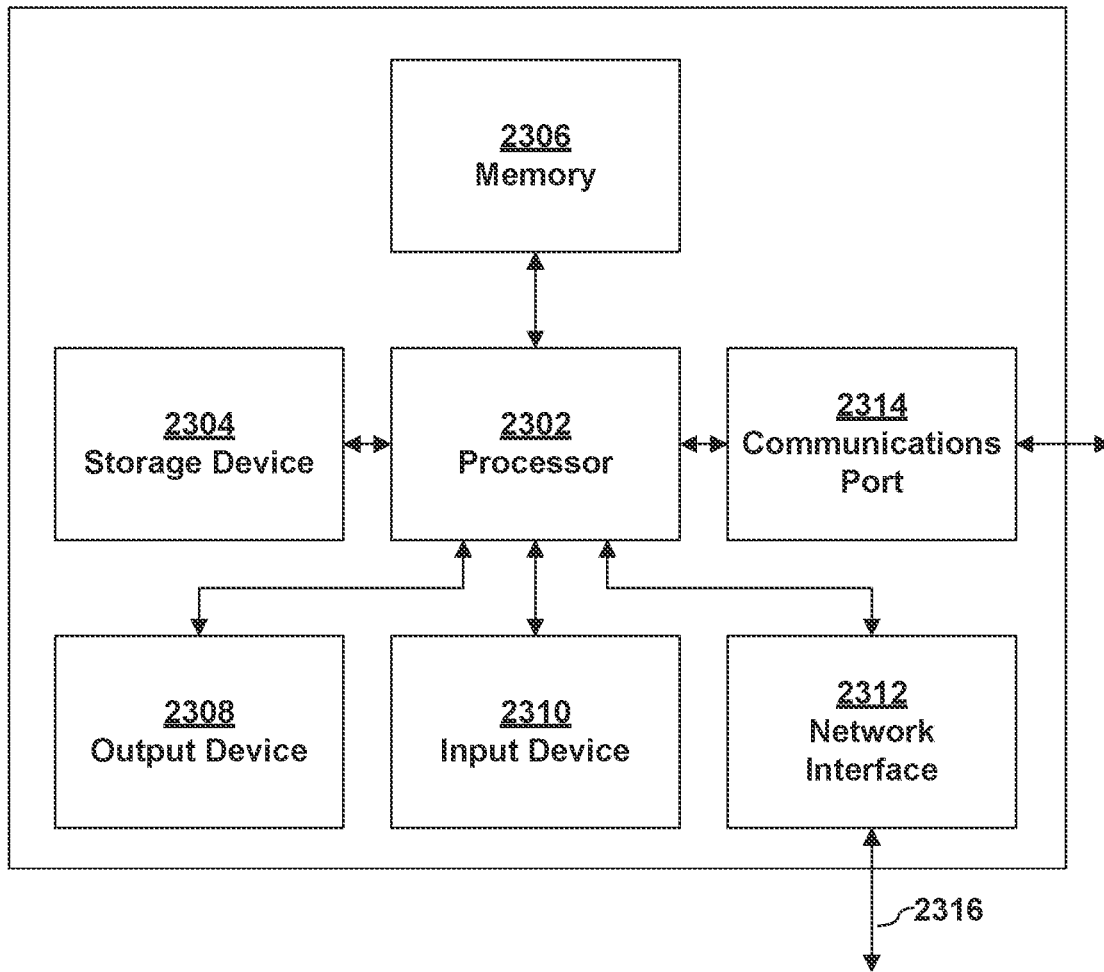 2306
Memory
2304
Storage Device
2302
Processor
2314
Communications
Port
2308
Output Device
2310
Input Device
2312
Network
Interface
2316